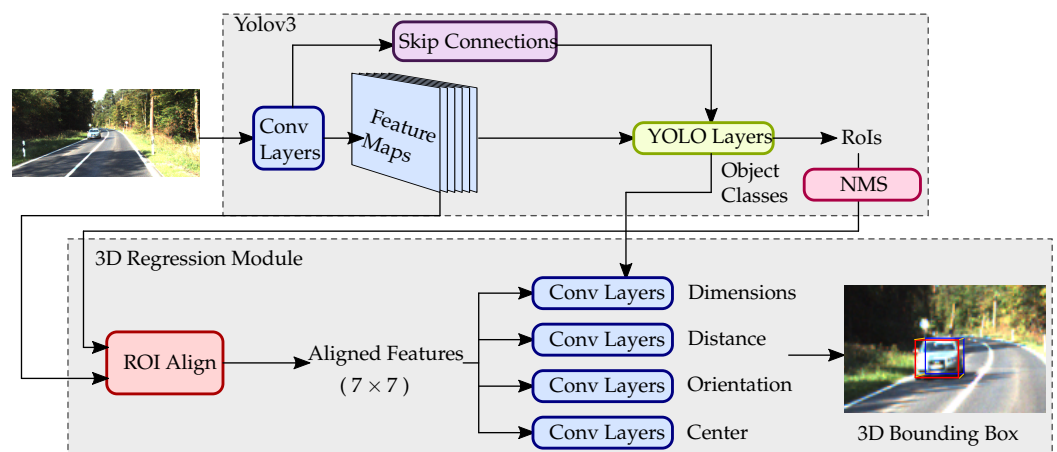 Yolov3
Skip Connections
Conv
Layers
Feature
Maps
YOLO Layers
RoIs
Object
Classes
NMS
3D Regression Module
ROI Align
Aligned Features
( 7 × 7 )
Conv Layers
Dimensions
Conv Layers
Distance
Conv Layers
Orientation
Conv Layers
Center
3D Bounding Box